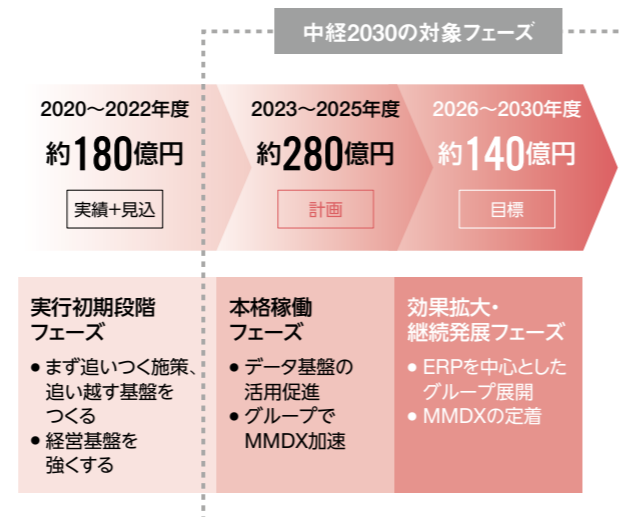 中経2030の対象フェーズ
2020〜2022年度
約180億円
実績+見込
2023〜2025年度
約280億円
計画
2026〜2030年度
約140億円
目標
実行初期段階
フェーズ
● まず追いつく施策、
追い越す基盤を
つくる
● 経営基盤を
強くする
本格稼働
フェーズ
● データ基盤の
活用促進
● グループで
MMDX加速
効果拡大・
継続発展フェーズ
● ERPを中心とした
グループ展開
● MMDXの定着